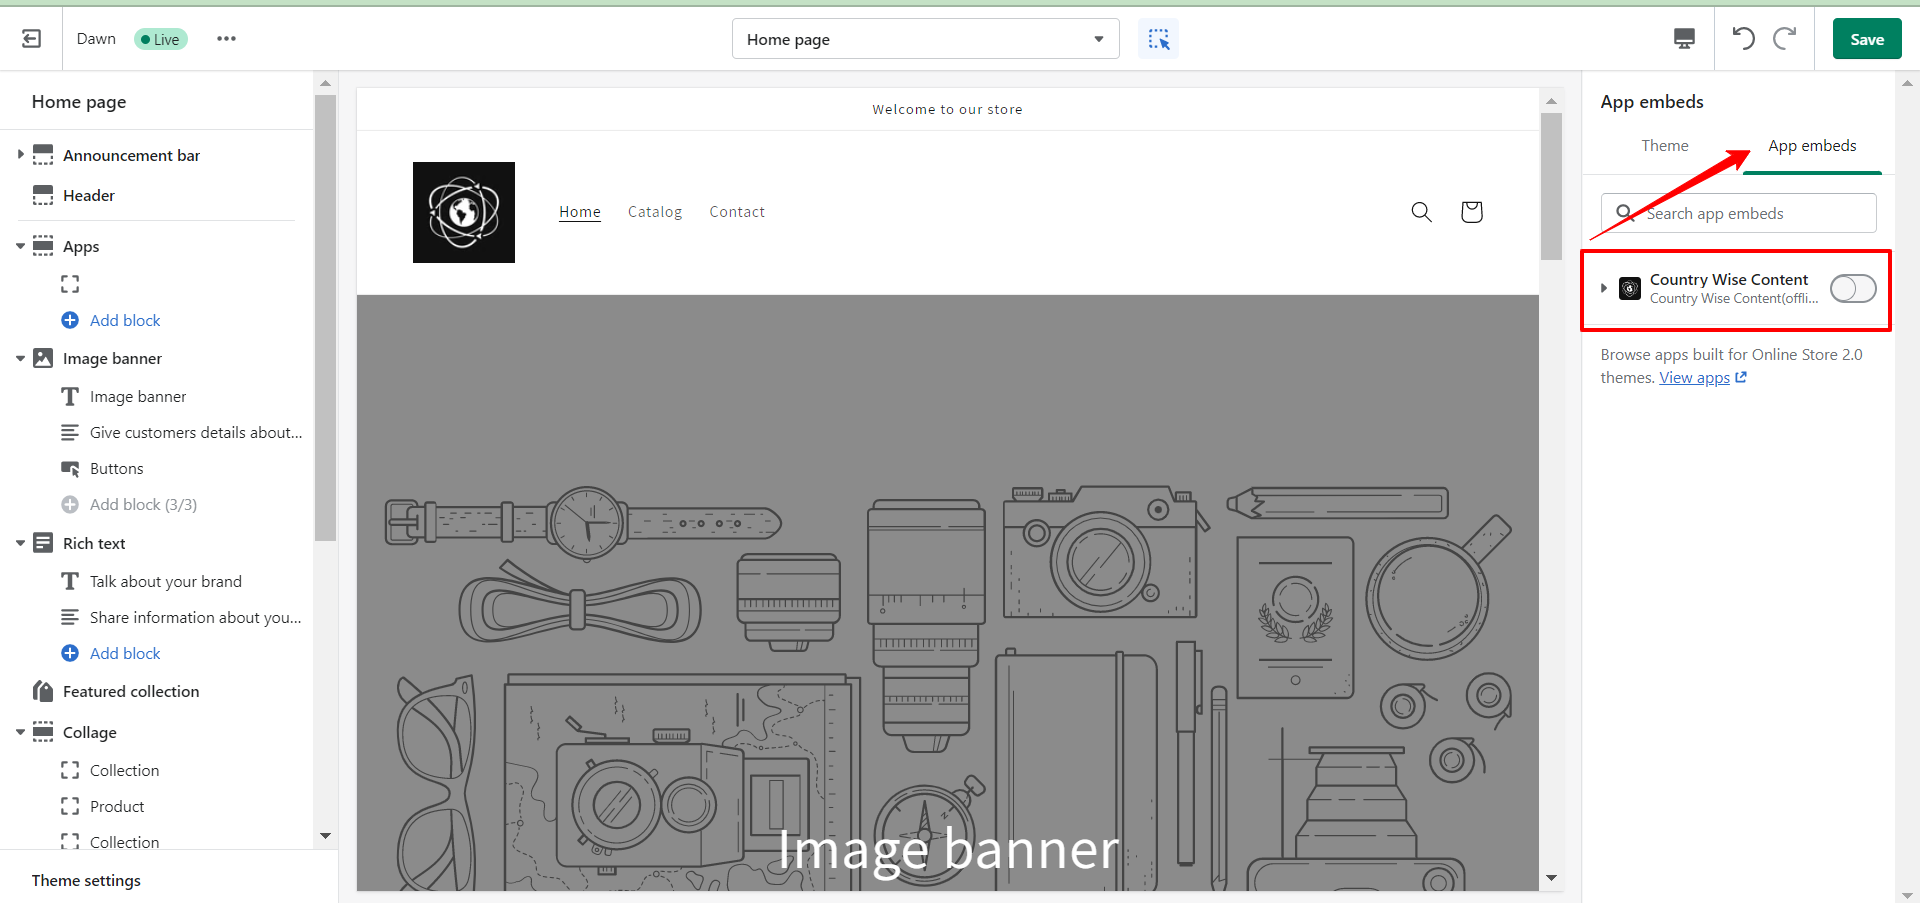 Dawn
Live
Home page
Save
Home page
Announcement bar
Header
Apps
Add block
Image banner
Image banner
Give customers details about...
Buttons
Add block (3/3)
Rich text
Talk about your brand
Share information about you...
Add block
Featured collection
Collage
Collection
Product
Collection
Theme settings
Welcome to our store
Home Catalog Contact
Image banner
App embeds
Theme App embeds
Search app embeds
Country Wise Content
Country Wise Content(offli...
Browse apps built for Online Store 2.0
themes. View apps